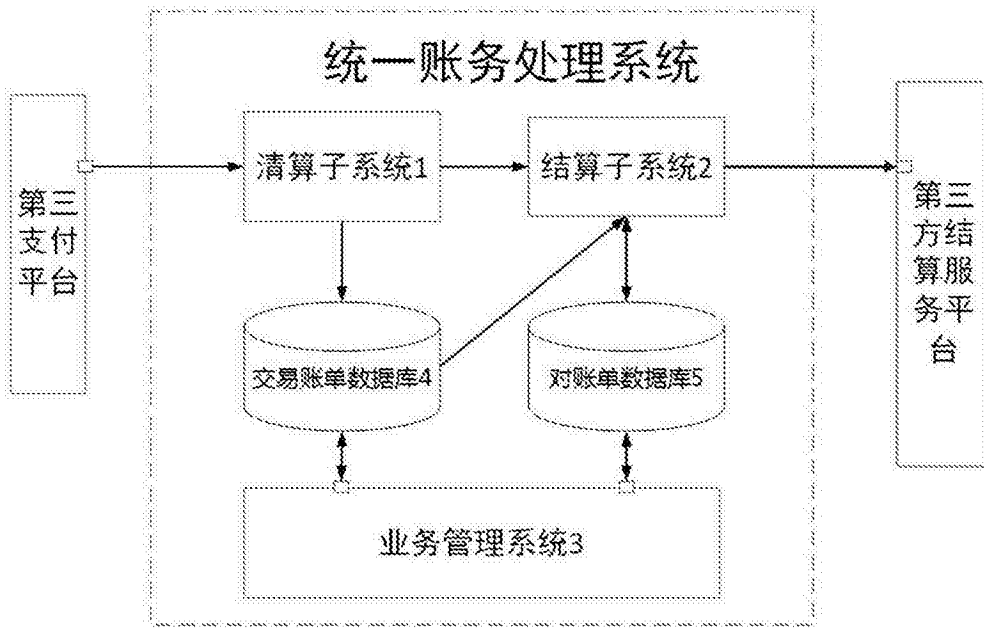 统一账务处理系统
第三
支付
平台
清算子系统1
结算子系统2
第三
方结
算服
务平
台
交易账单数据库4
对账单数据库5
业务管理系统3